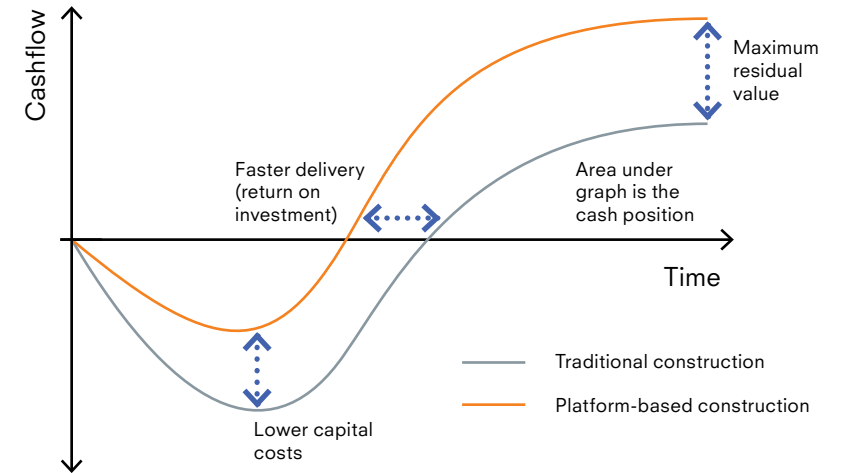 Cashflow
Maximum
residual
value
Faster delivery
(return on
investment)
Area under
graph is the
cash position
Time
Traditional construction
Platform-based construction
Lower capital
costs